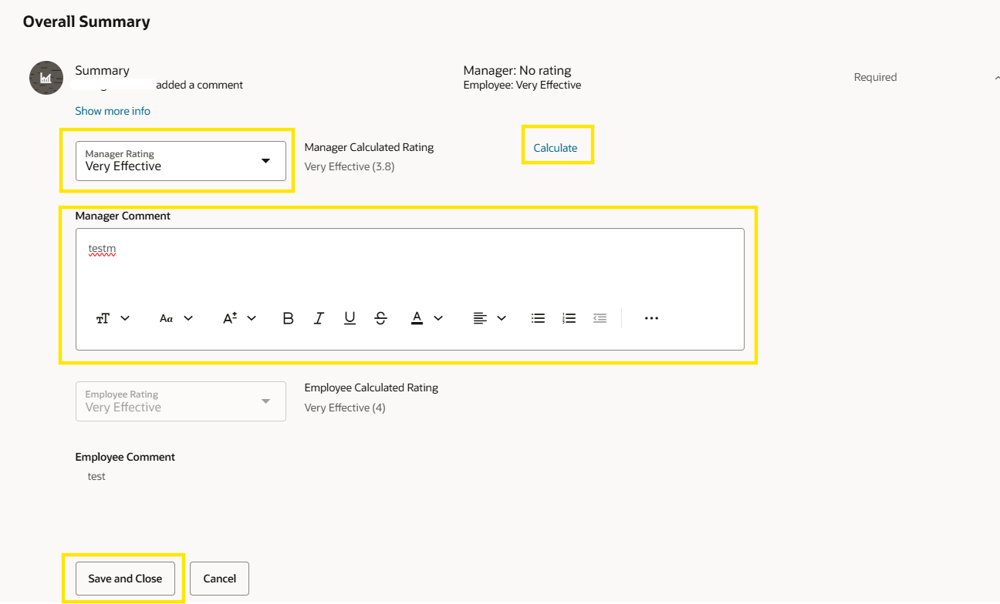 Overall Summary
Summary
added a comment
Manager: No rating
Employee: Very Effective
Required
Show more info
Manager Rating
Very Effective
Manager Calculated Rating
Very Effective (3.8)
Calculate
Manager Comment
testm
TT
Aa
A±
B I U S A
Employee Rating
Very Effective
Employee Calculated Rating
Very Effective (4)
Employee Comment
test
Save and Close
Cancel